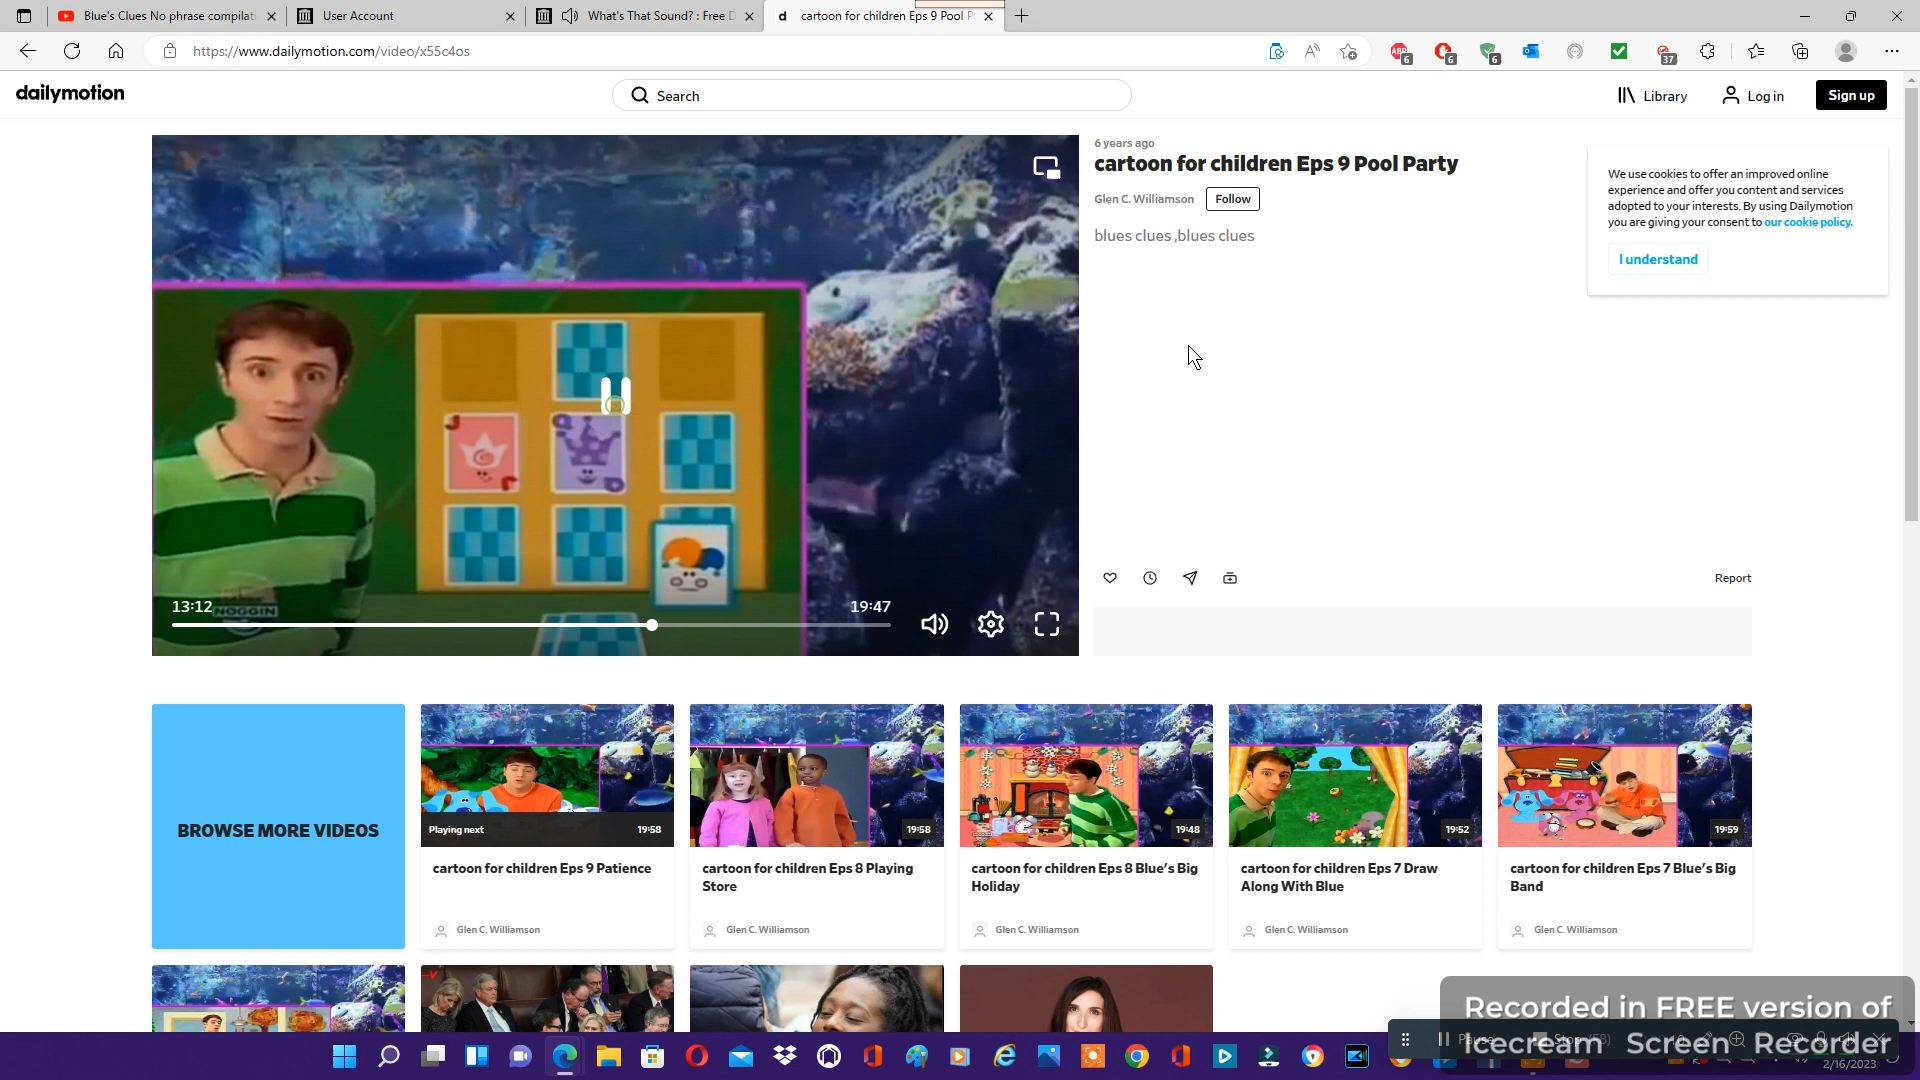 Blue's Clues No phrase compilati
User Account
What's That Sound? : Free D
cartoon for children Eps 9 Pool P
https://www.dailymotion.com/video/x55c4os
ABP
6
6
6
37
dailymotion
Search
Library
Log in
Sign up
6 years ago
cartoon for children Eps 9 Pool Party
Glen C. Williamson
Follow
blues clues ,blues clues
We use cookies to offer an improved online
experience and offer you content and services
adopted to your interests. By using Dailymotion
you are giving your consent to our cookie policy.
I understand
J
Q
13:12
NOGGIN
19:47
Report
BROWSE MORE VIDEOS
Playing next
19:58
19:58
19:48
19:52
19:59
cartoon for children Eps 9 Patience
cartoon for children Eps 8 Playing
Store
cartoon for children Eps 8 Blue's Big
Holiday
cartoon for children Eps 7 Draw
Along With Blue
cartoon for children Eps 7 Blue's Big
Band
Glen C. Williamson
Glen C. Williamson
Glen C. Williamson
Glen C. Williamson
Glen C. Williamson
Recorded in FREE version of
Icecream Screen Recorder
2/16/2023